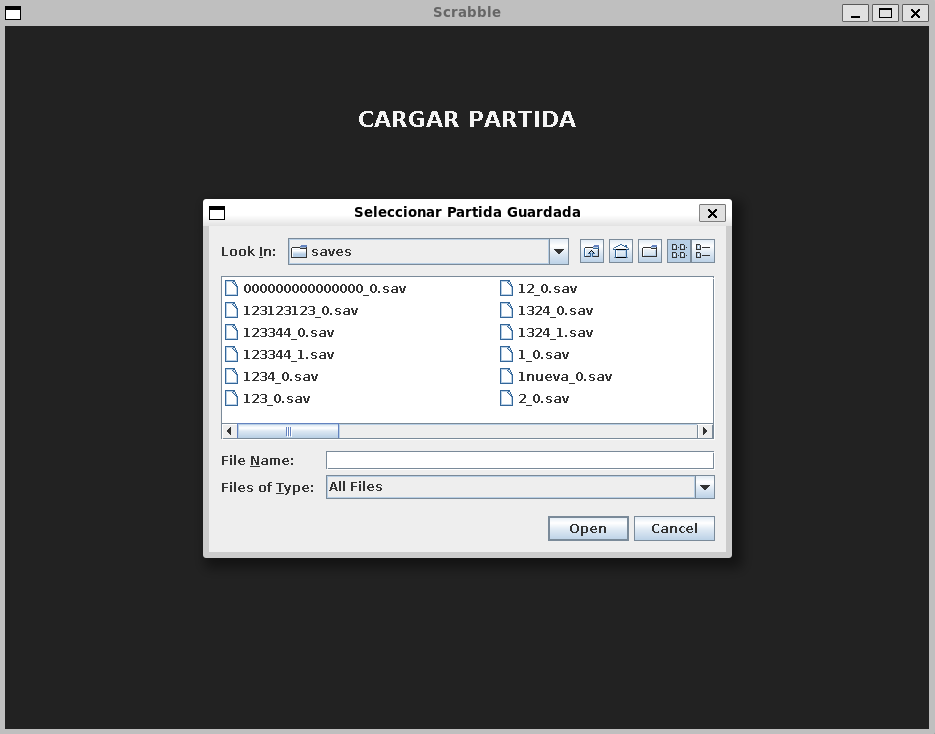 Scrabble
CARGAR PARTIDA
Seleccionar Partida Guardada
Look In: saves
000000000000000_0.sav
123123123_0.sav
123344_0.sav
123344_1.sav
1234_0.sav
123_0.sav
12_0.sav
1324_0.sav
1324_1.sav
1_0.sav
1nueva_0.sav
2_0.sav
File Name:
Files of Type: All Files
Open Cancel